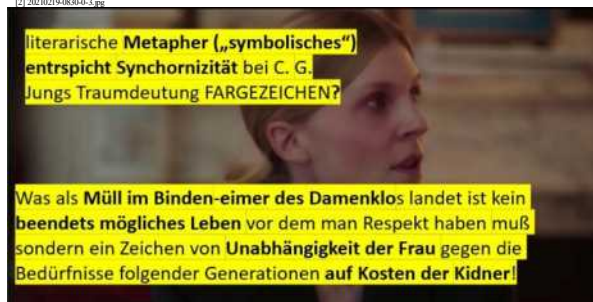 [2] 20210219-0830-0-3.jpg
literarische Metapher („symbolisches“)
entrspicht Synchornizität bei C. G.
Jungs Traumdeutung FARGEZEICHEN?
Was als Müll im Binden-eimer des Damenklos landet ist kein
beendets mögliches Leben vor dem man Respekt haben muß
sondern ein Zeichen von Unabhängigkeit der Frau gegen die
Bedürfnisse folgender Generationen auf Kosten der Kidner!